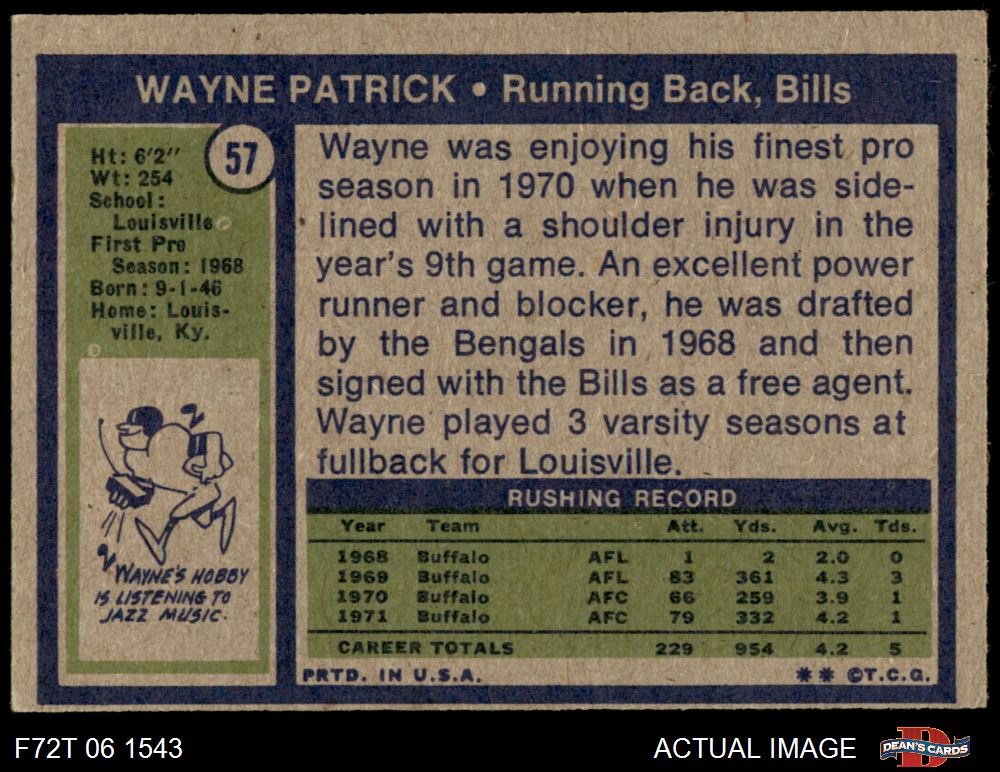 WAYNE PATRICK • Running Back, Bills
57
Ht: 6'2''
Wt: 254
School:
Louisville
First Pro
Season: 1968
Born: 9-1-46
Home: Louis-
ville, Ky.
WAYNE'S HOBBY
IS LISTENING TO
JAZZ MUSIC.
Wayne was enjoying his finest pro
season in 1970 when he was side-
lined with a shoulder injury in the
year's 9th game. An excellent power
runner and blocker, he was drafted
by the Bengals in 1968 and then
signed with the Bills as a free agent.
Wayne played 3 varsity seasons at
fullback for Louisville.
RUSHING RECORD
Year Team Att. Yds. Avg. Tds.
1968 Buffalo AFL 1 2 2.0 0
1969 Buffalo AFL 83 361 4.3 3
1970 Buffalo AFC 66 259 3.9 1
1971 Buffalo AFC 79 332 4.2 1
CAREER TOTALS 229 954 4.2 5
PRTD. IN U.S.A. ** ©T.C.G.
F72T 06 1543 ACTUAL IMAGE DEAN'S CARDS